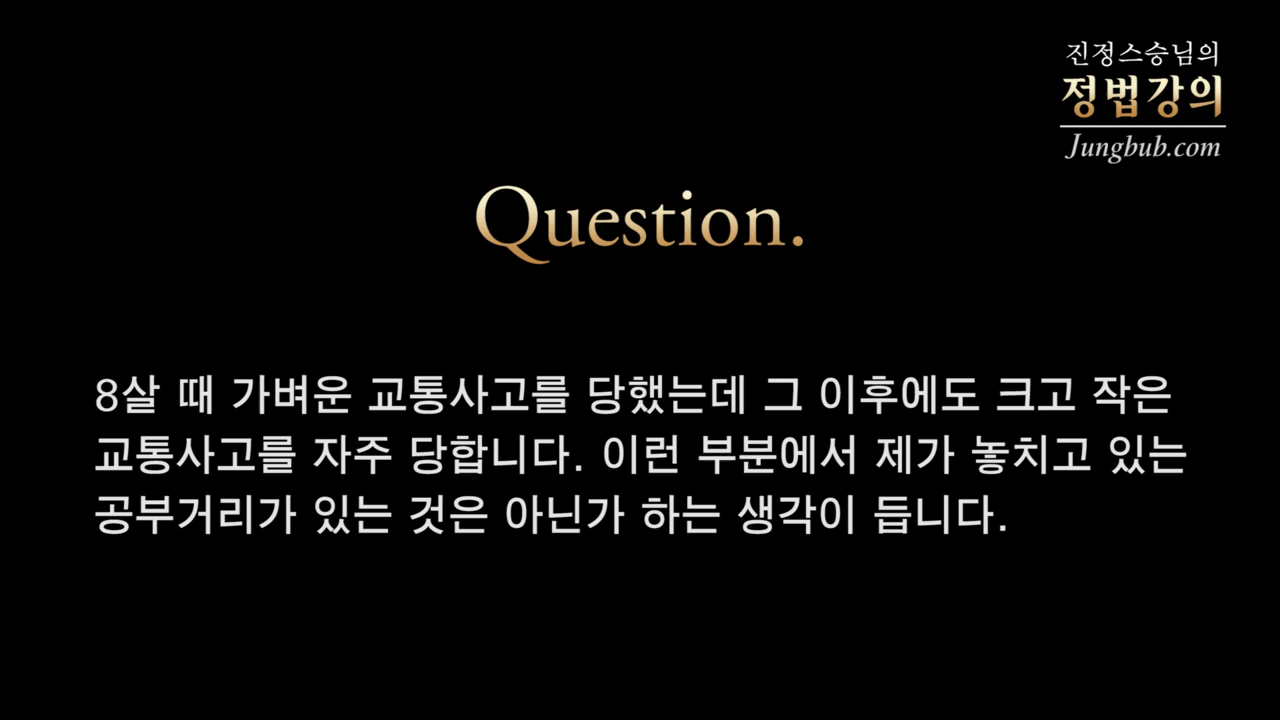 진정스승님의
정법강의
Jungbub.com
Question.
8살 때 가벼운 교통사고를 당했는데 그 이후에도 크고 작은
교통사고를 자주 당합니다. 이런 부분에서 제가 놓치고 있는
공부거리가 있는 것은 아닌가 하는 생각이 듭니다.